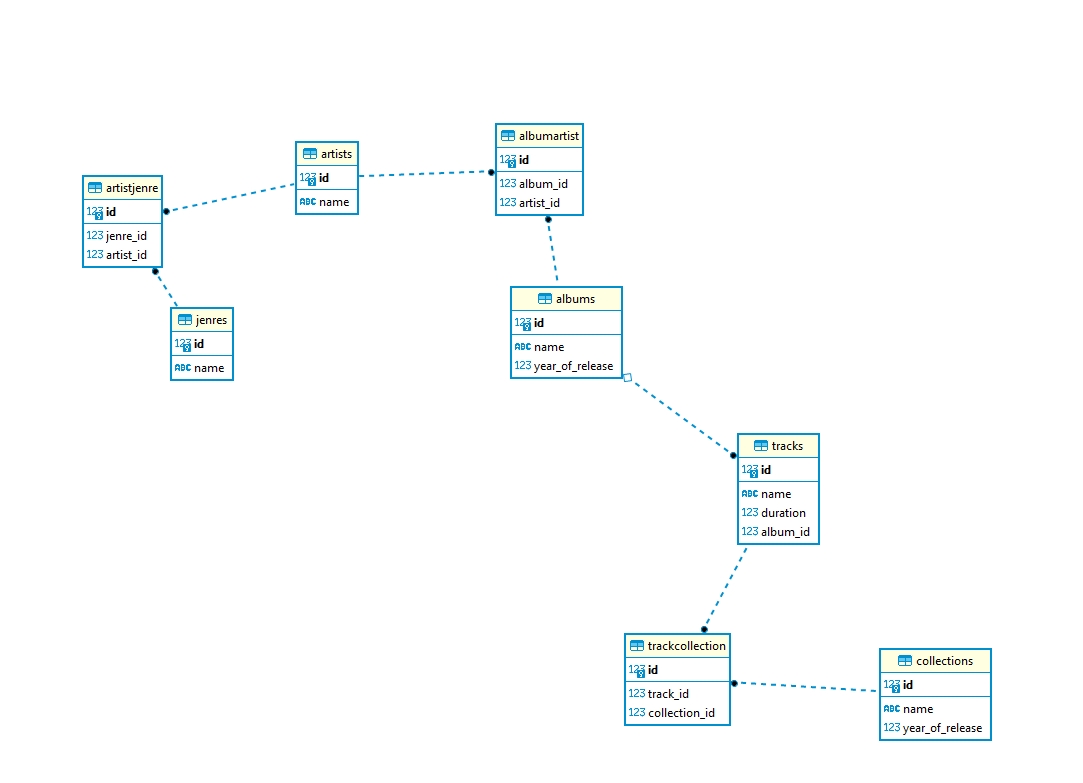 albumartist
123 id
123 album_id
123 artist_id
artists
123 id
ABC name
artistjenre
123 id
123 jenre_id
123 artist_id
jenres
123 id
ABC name
albums
123 id
ABC name
123 year_of_release
tracks
123 id
ABC name
123 duration
123 album_id
trackcollection
123 id
123 track_id
123 collection_id
collections
123 id
ABC name
123 year_of_release